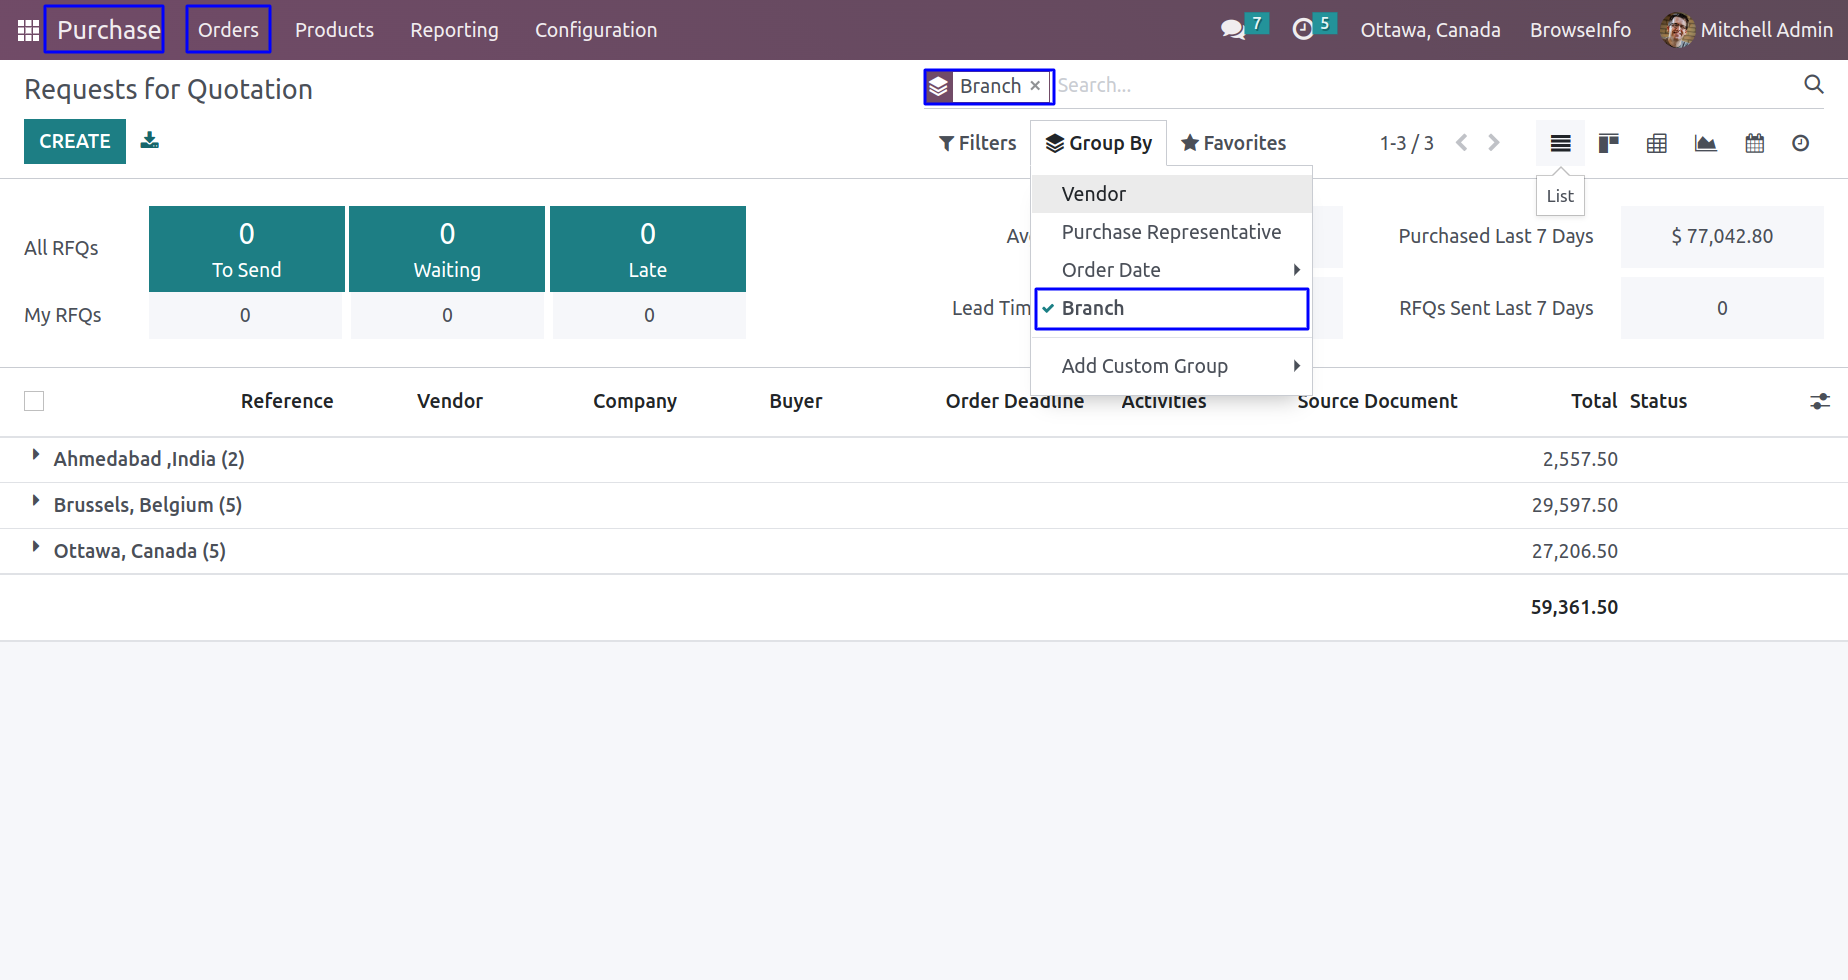 Purchase Orders Products Reporting Configuration 7 5 Ottawa, Canada BrowseInfo Mitchell Admin
Requests for Quotation Branch × Search...
CREATE Filters Group By Favorites 1-3 / 3
List
Vendor
Purchase Representative
Order Date
Branch
Add Custom Group
All RFQs 0 To Send 0 Waiting 0 Late
My RFQs 0 0 0
Purchased Last 7 Days $ 77,042.80
Lead Tim RFQs Sent Last 7 Days 0
Reference Vendor Company Buyer Order Deadline Activities Source Document Total Status
Ahmedabad ,India (2) 2,557.50
Brussels, Belgium (5) 29,597.50
Ottawa, Canada (5) 27,206.50
59,361.50